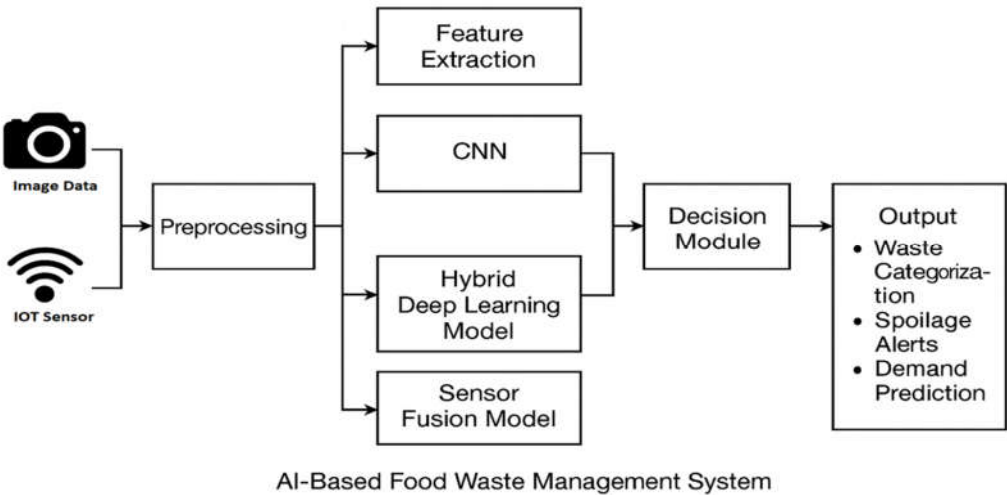 Image Data
IOT Sensor
Preprocessing
Feature
Extraction
CNN
Hybrid
Deep Learning
Model
Sensor
Fusion Model
Decision
Module
Output
• Waste
Categoriza-
tion
• Spoilage
Alerts
• Demand
Prediction
AI-Based Food Waste Management System